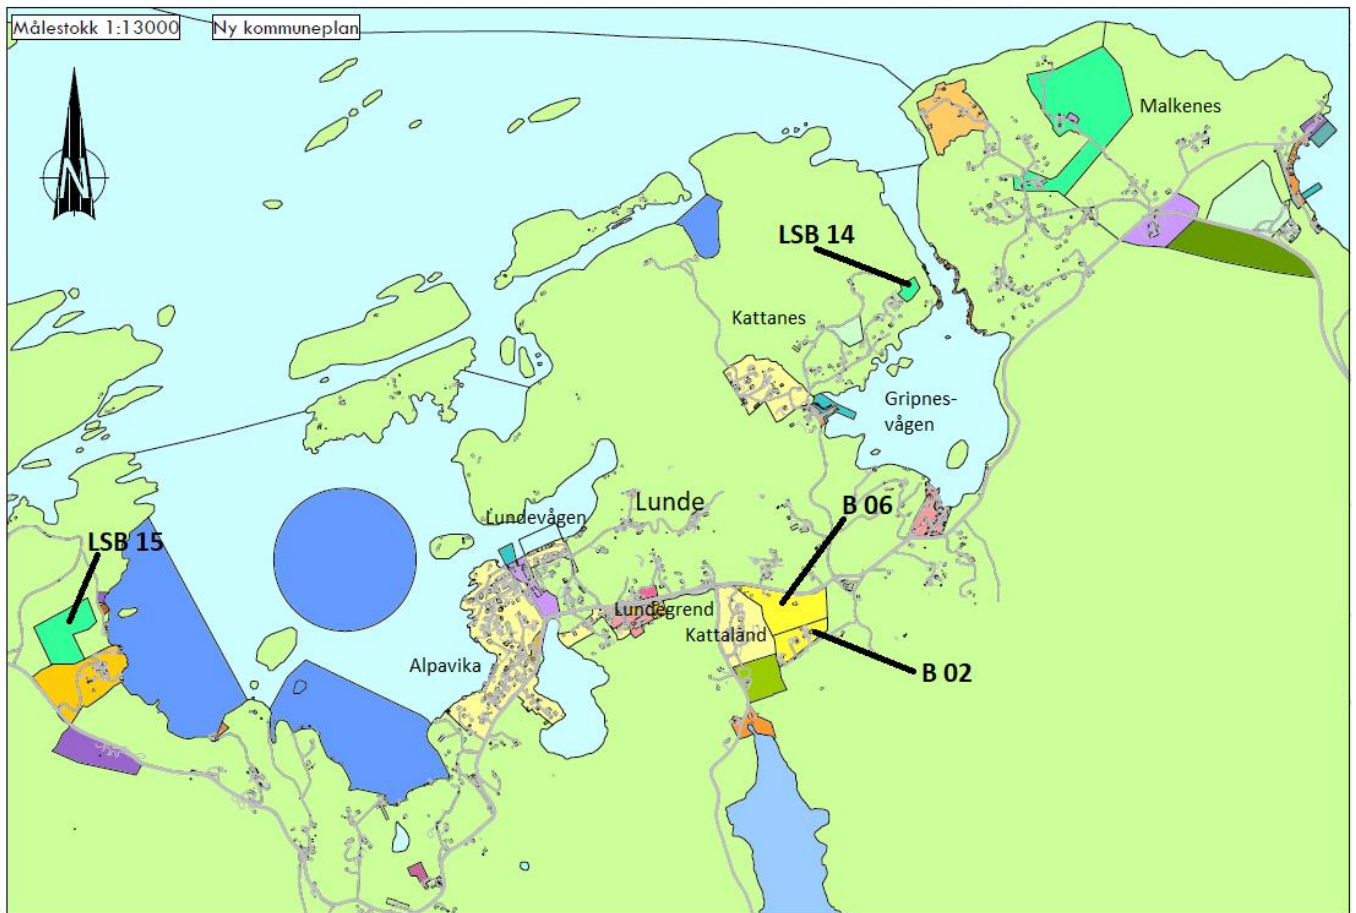 Målestokk 1:13000
Ny kommuneplan
N
Malkenes
LSB 14
Kattanes
Gripnes-
vågen
Lunde
B 06
Lundevågen
LSB 15
Lundegrend
Kattaland
Alpavika
B 02